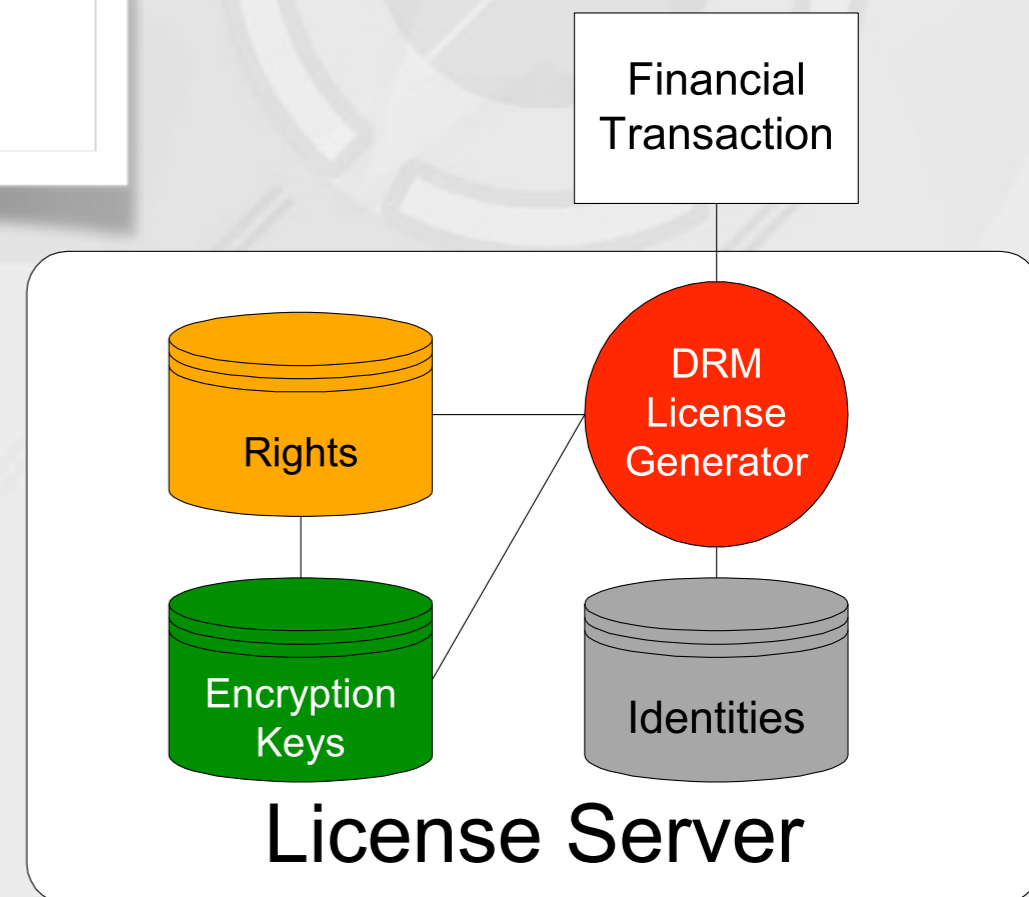 Financial
Transaction
DRM
License
Generator
Rights
Encryption
Keys
Identities
License Server